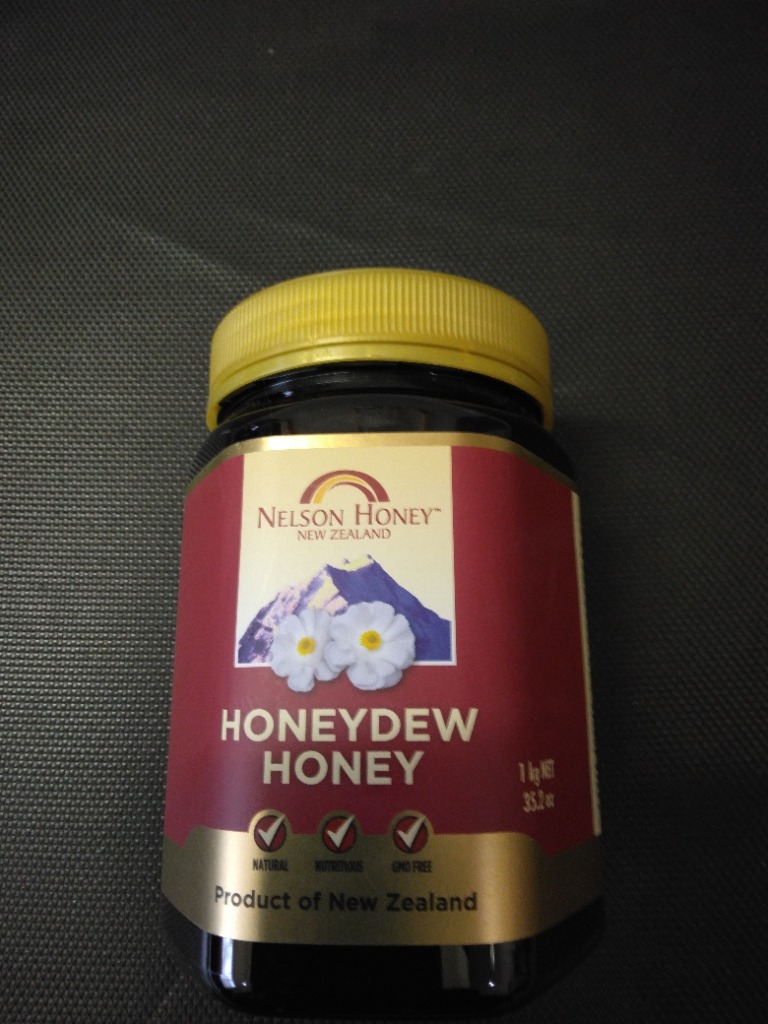 NELSON HONEY™
NEW ZEALAND
HONEYDEW
HONEY
1 kg NET
35.2 oz
NATURAL NUTRITIOUS GMO FREE
Product of New Zealand